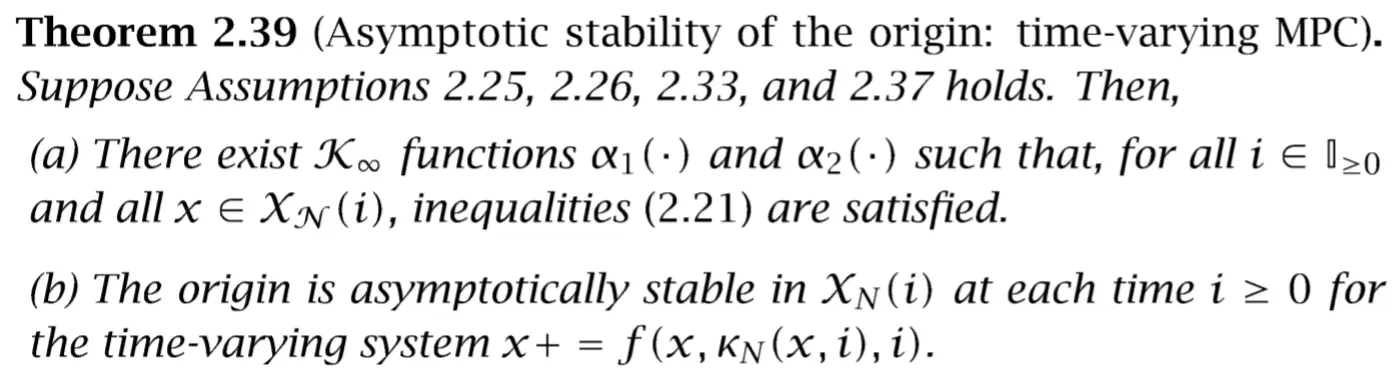 Theorem 2.39 (Asymptotic stability of the origin: time-varying MPC).
Suppose Assumptions 2.25, 2.26, 2.33, and 2.37 holds. Then,
(a) There exist 𝒦∞ functions α₁(·) and α₂(·) such that, for all i ∈ 𝕀≥0
and all x ∈ X_𝒩(i), inequalities (2.21) are satisfied.
(b) The origin is asymptotically stable in X_N(i) at each time i ≥ 0 for
the time-varying system x+ = f(x, κ_N(x, i), i).